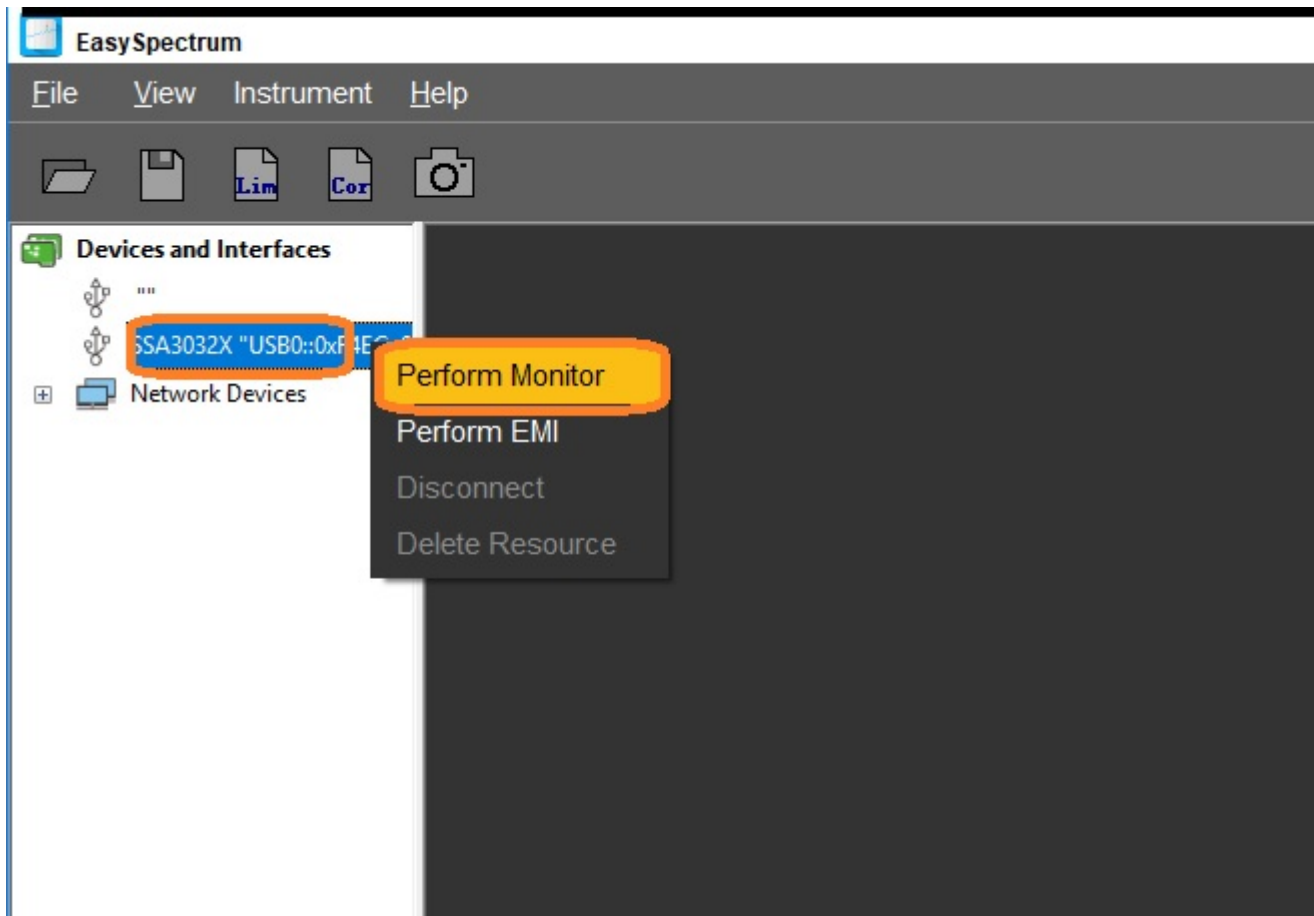 EasySpectrum
File View Instrument Help
Lim Cor
Devices and Interfaces
""
SSA3032X "USB0::0xF4EC
Network Devices
Perform Monitor
Perform EMI
Disconnect
Delete Resource